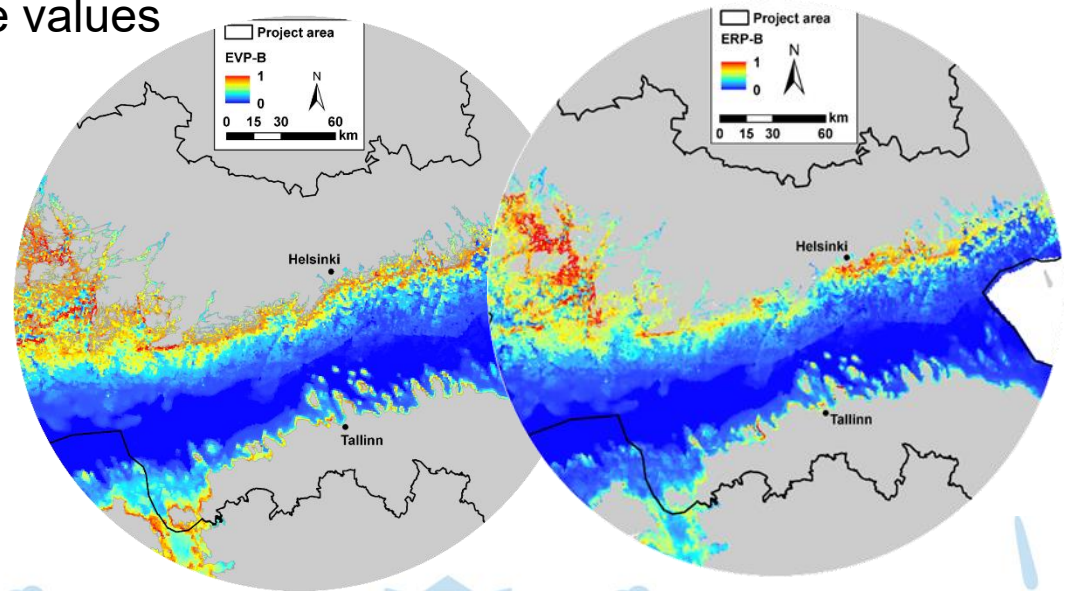 e values
Project area
EVP-B
1
0
N
0 15 30 60
km
Helsinki
Tallinn
Project area
ERP-B
1
0
N
0 15 30 60
km
Helsinki
Tallinn